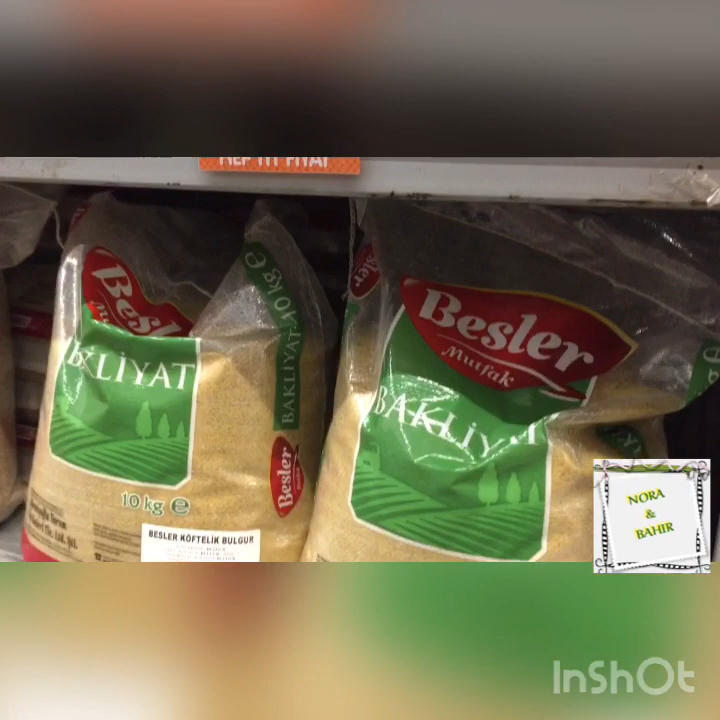 HEP İYİ FİYAT
Besler
BAKLİYAT
10 kg e
BAKLİYAT 10 kg e
Besler
BESLER KÖFTELİK BULGUR
Besler
Besler
Mutfak
BAKLİYAT
NORA
&
BAHIR
InShOt